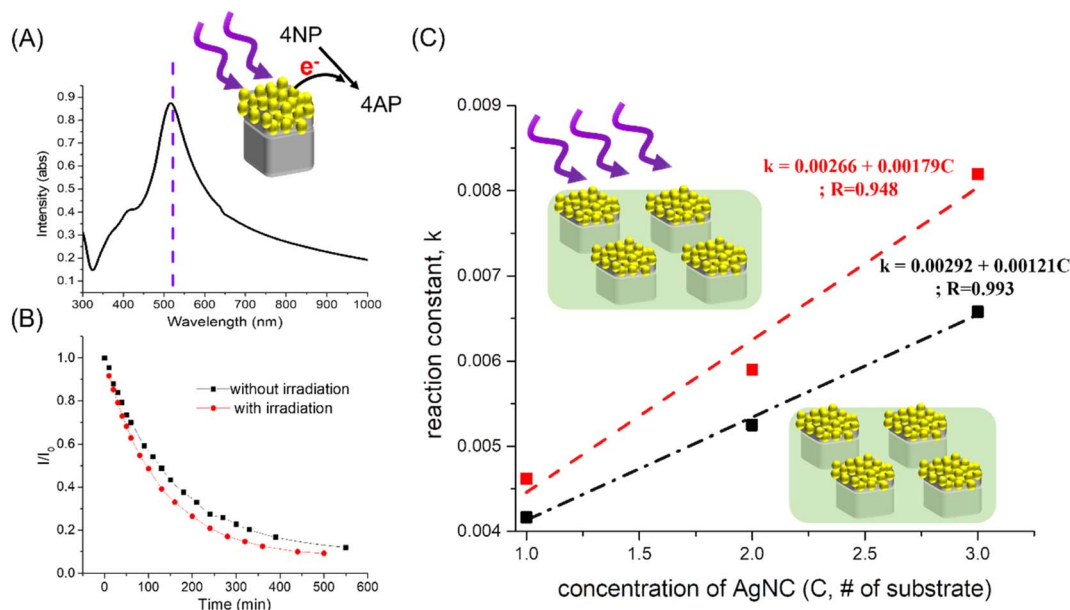 (A)
4NP
e-
4AP
0.9
0.8
0.7
0.6
0.5
0.4
0.3
0.2
0.1
Intensity (abs)
300 400 500 600 700 800 900 1000
Wavelength (nm)
(B)
1.0
0.8
0.6
0.4
0.2
0.0
I/I0
without irradiation
with irradiation
0 100 200 300 400 500 600
Time (min)
(C)
0.009
0.008
0.007
0.006
0.005
0.004
reaction constant, k
k = 0.00266 + 0.00179C
; R=0.948
k = 0.00292 + 0.00121C
; R=0.993
1.0 1.5 2.0 2.5 3.0
concentration of AgNC (C, # of substrate)